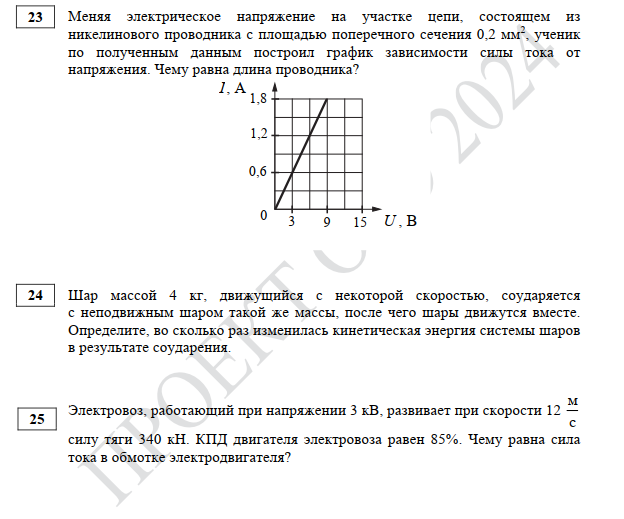 23 Меняя электрическое напряжение на участке цепи, состоящем из
никелинового проводника с площадью поперечного сечения 0,2 мм², ученик
по полученным данным построил график зависимости силы тока от
напряжения. Чему равна длина проводника?
I, А
1,8
1,2
0,6
0 3 9 15 U, В
24 Шар массой 4 кг, движущийся с некоторой скоростью, соударяется
с неподвижным шаром такой же массы, после чего шары движутся вместе.
Определите, во сколько раз изменилась кинетическая энергия системы шаров
в результате соударения.
25 Электровоз, работающий при напряжении 3 кВ, развивает при скорости 12 м/с
силу тяги 340 кН. КПД двигателя электровоза равен 85%. Чему равна сила
тока в обмотке электродвигателя?
ПРОЕКТ О 2024